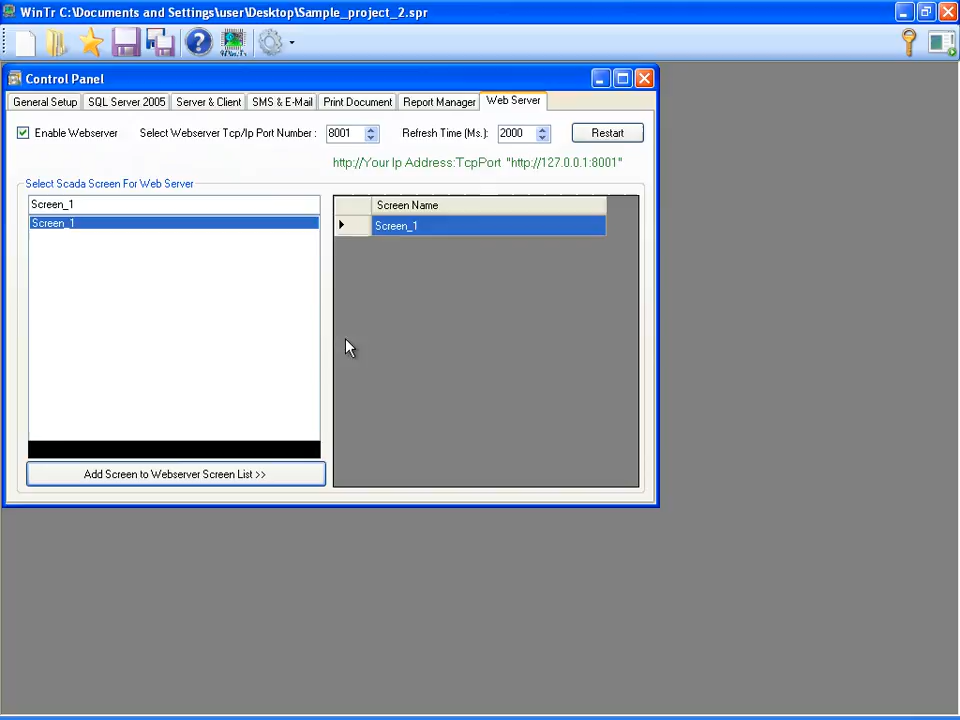 WinTr C:\Documents and Settings\user\Desktop\Sample_project_2.spr
Control Panel
General Setup SQL Server 2005 Server & Client SMS & E-Mail Print Document Report Manager Web Server
Enable Webserver Select Webserver Tcp/Ip Port Number : 8001 Refresh Time (Ms.): 2000 Restart
http://Your Ip Address:TcpPort "http://127.0.0.1:8001"
Select Scada Screen For Web Server
Screen_1
Screen_1
Screen Name
Screen_1
Add Screen to Webserver Screen List >>